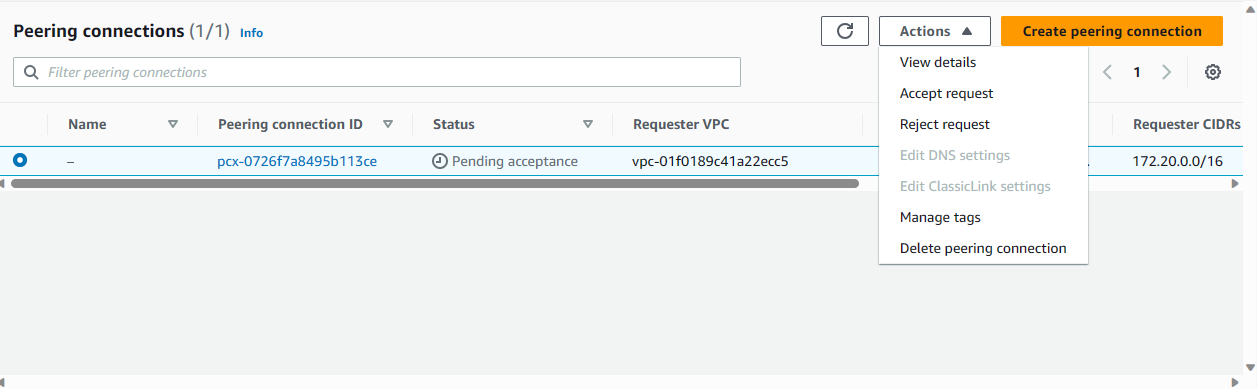 Peering connections (1/1) Info
Actions
Create peering connection
Filter peering connections
1
View details
Accept request
Reject request
Edit DNS settings
Edit ClassicLink settings
Manage tags
Delete peering connection
Name Peering connection ID Status Requester VPC Requester CIDRs
– pcx-0726f7a8495b113ce Pending acceptance vpc-01f0189c41a22ecc5 172.20.0.0/16